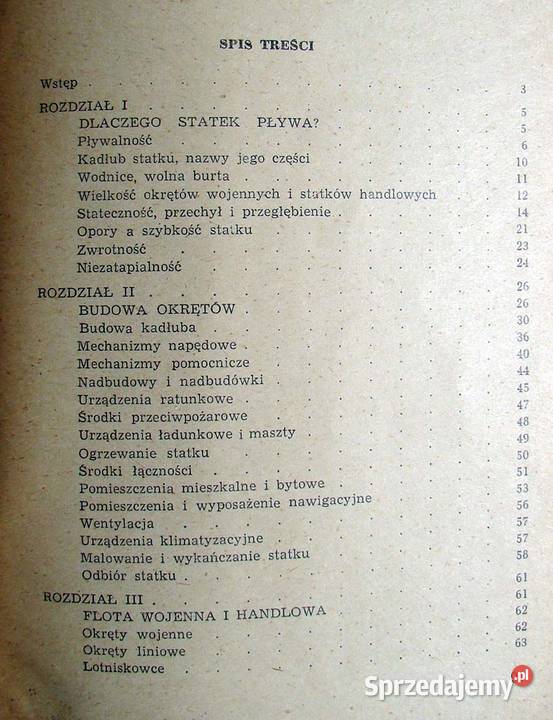 SPIS TREŚCI
Wstęp . . . . . . . . . . 3
ROZDZIAŁ I . . . . . . . . . . 5
DLACZEGO STATEK PŁYWA? . . . . . . 5
Pływalność . . . . . . . . . . 6
Kadłub statku, nazwy jego części . . . . . . 10
Wodnice, wolna burta . . . . . . . . 11
Wielkość okrętów wojennych i statków handlowych . . 12
Stateczność, przechył i przegłębienie . . . . . 14
Opory a szybkość statku . . . . . . . 21
Zwrotność . . . . . . . . . . 23
Niezatapialność . . . . . . . . . 24
ROZDZIAŁ II . . . . . . . . . . 26
BUDOWA OKRĘTÓW . . . . . . . . 26
Budowa kadłuba . . . . . . . . . 30
Mechanizmy napędowe . . . . . . . . 36
Mechanizmy pomocnicze . . . . . . . 40
Nadbudowy i nadbudówki . . . . . . . 44
Urządzenia ratunkowe . . . . . . . . 45
Środki przeciwpożarowe . . . . . . . 47
Urządzenia ładunkowe i maszty . . . . . . 48
Ogrzewanie statku . . . . . . . . 49
Środki łączności . . . . . . . . . 50
Pomieszczenia mieszkalne i bytowe . . . . . 51
Pomieszczenia i wyposażenie nawigacyjne . . . . 53
Wentylacja . . . . . . . . . . 56
Urządzenia klimatyzacyjne . . . . . . . 57
Malowanie i wykańczanie statku . . . . . . 57
Odbiór statku . . . . . . . . . 58
ROZDZIAŁ III . . . . . . . . . . 61
FLOTA WOJENNA I HANDLOWA . . . . . . 61
Okręty wojenne . . . . . . . . . 62
Okręty liniowe . . . . . . . . . 62
Lotniskowce . . . . . . . . . . 63
Sprzedajemy.pl